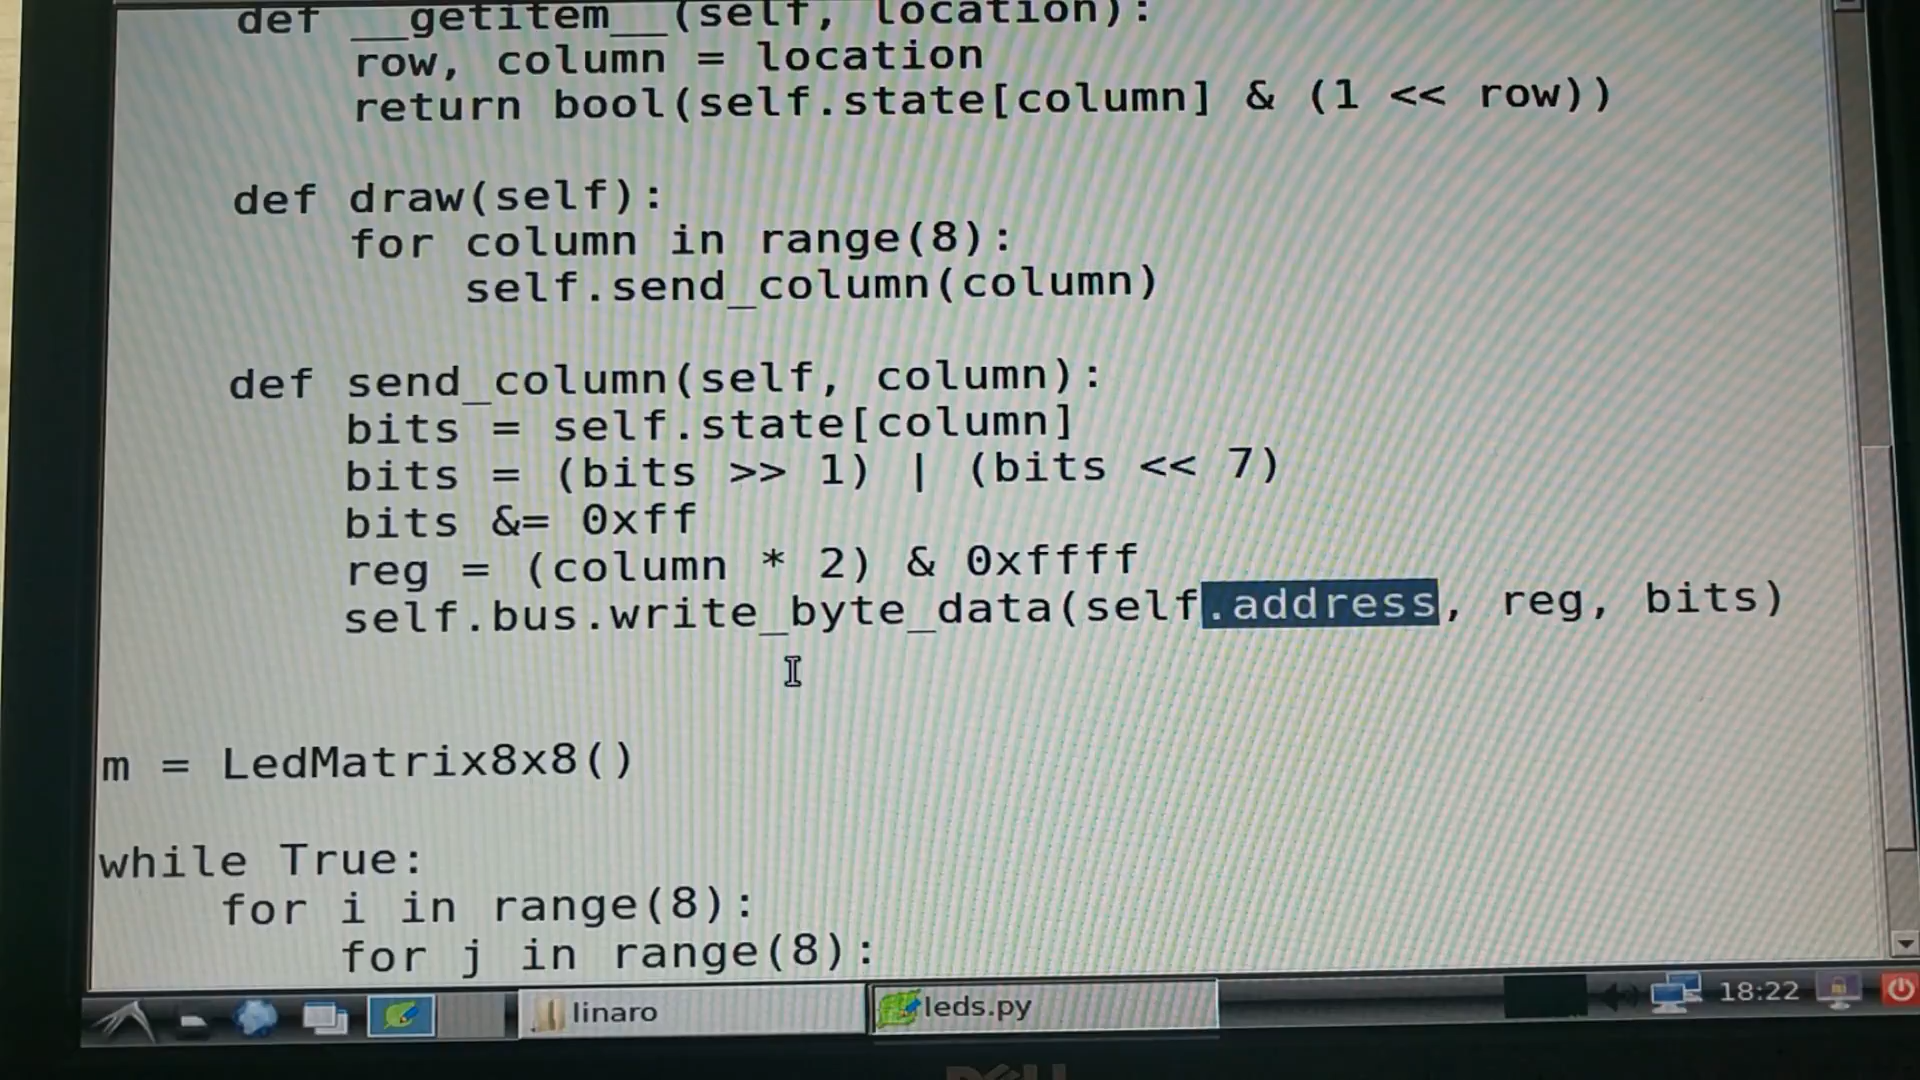 def __getitem__(self, location):
        row, column = location
        return bool(self.state[column] & (1 << row))

    def draw(self):
        for column in range(8):
            self.send_column(column)

    def send_column(self, column):
        bits = self.state[column]
        bits = (bits >> 1) | (bits << 7)
        bits &= 0xff
        reg = (column * 2) & 0xffff
        self.bus.write_byte_data(self.address, reg, bits)

m = LedMatrix8x8()

while True:
    for i in range(8):
        for j in range(8):
linaro
leds.py
18:22
DELL